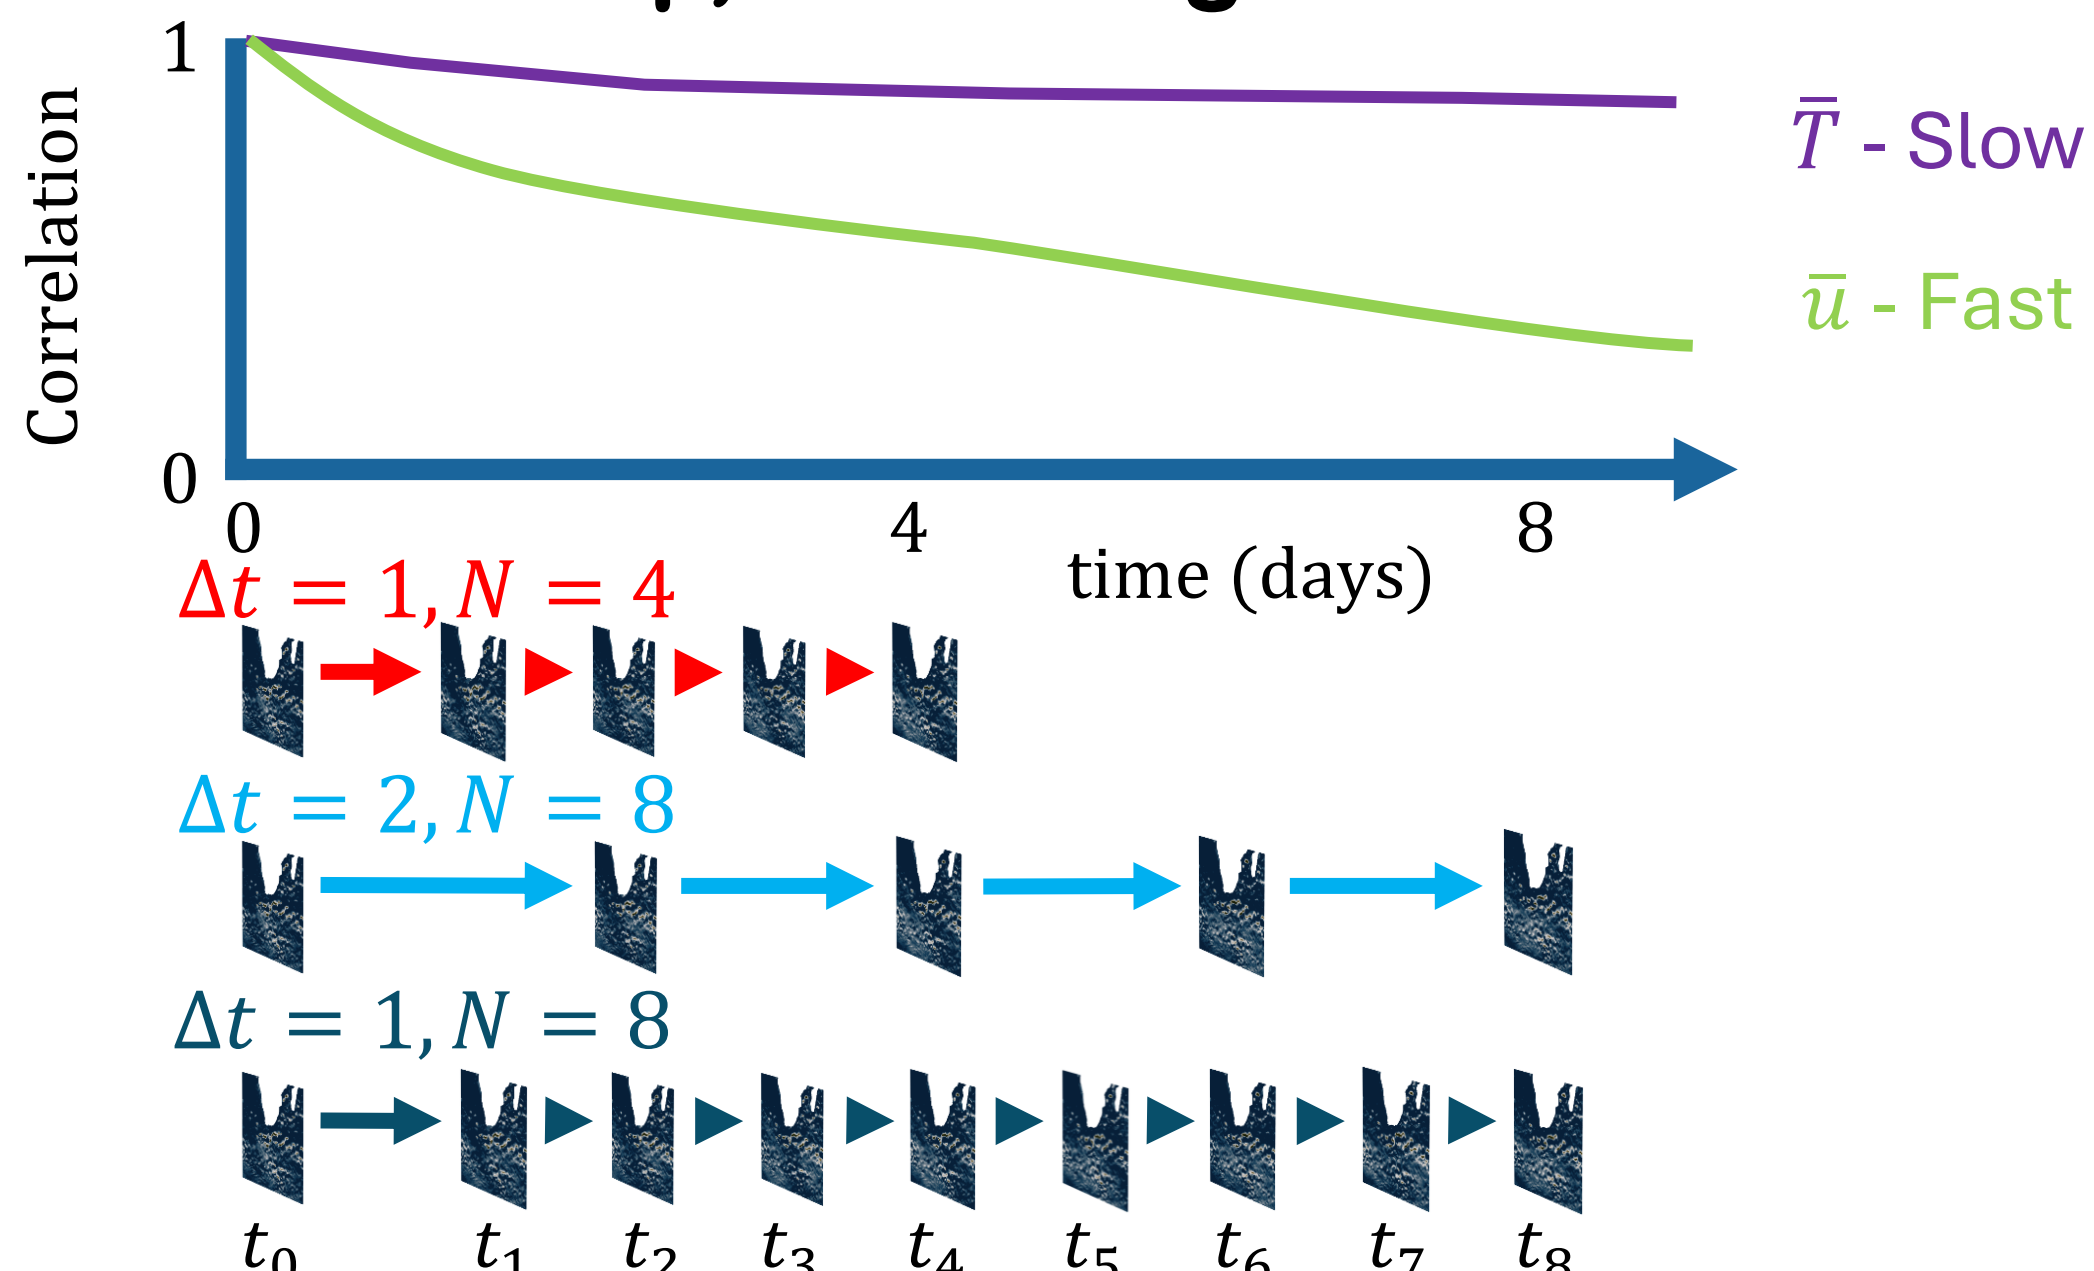 1
Correlation
0
0
4
8
time (days)
T̿ - Slow
u̅ - Fast
Δt = 1, N = 4
Δt = 2, N = 8
Δt = 1, N = 8
t₀ t₁ t₂ t₃ t₄ t₅ t₆ t₇ t₈